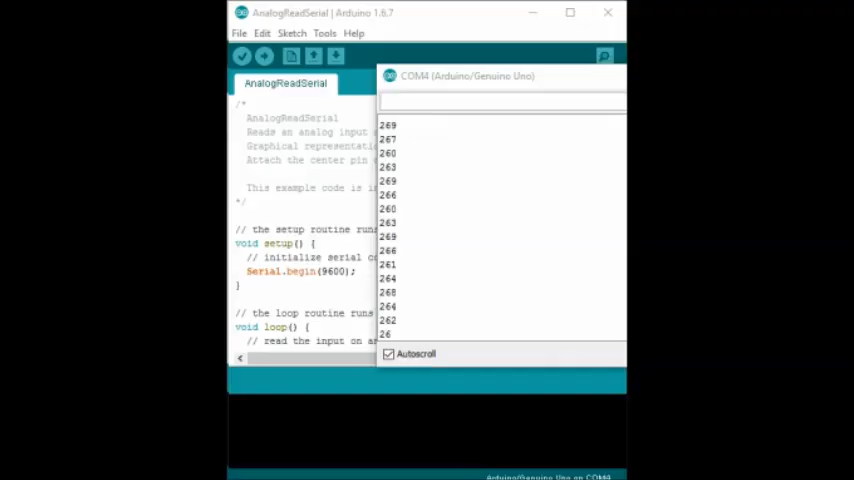 AnalogReadSerial | Arduino 1.6.7
File Edit Sketch Tools Help
AnalogReadSerial
/*
AnalogReadSerial
Reads an analog input
Graphical representati
Attach the center pin
This example code is i
*/
// the setup routine runs
void setup() {
// initialize serial co
Serial.begin(9600);
}
// the loop routine runs
void loop() {
// read the input on a
COM4 (Arduino/Genuino Uno)
269
267
260
263
269
266
260
263
269
266
261
264
268
264
262
26
Autoscroll
Arduino/Genuino Uno on COM4